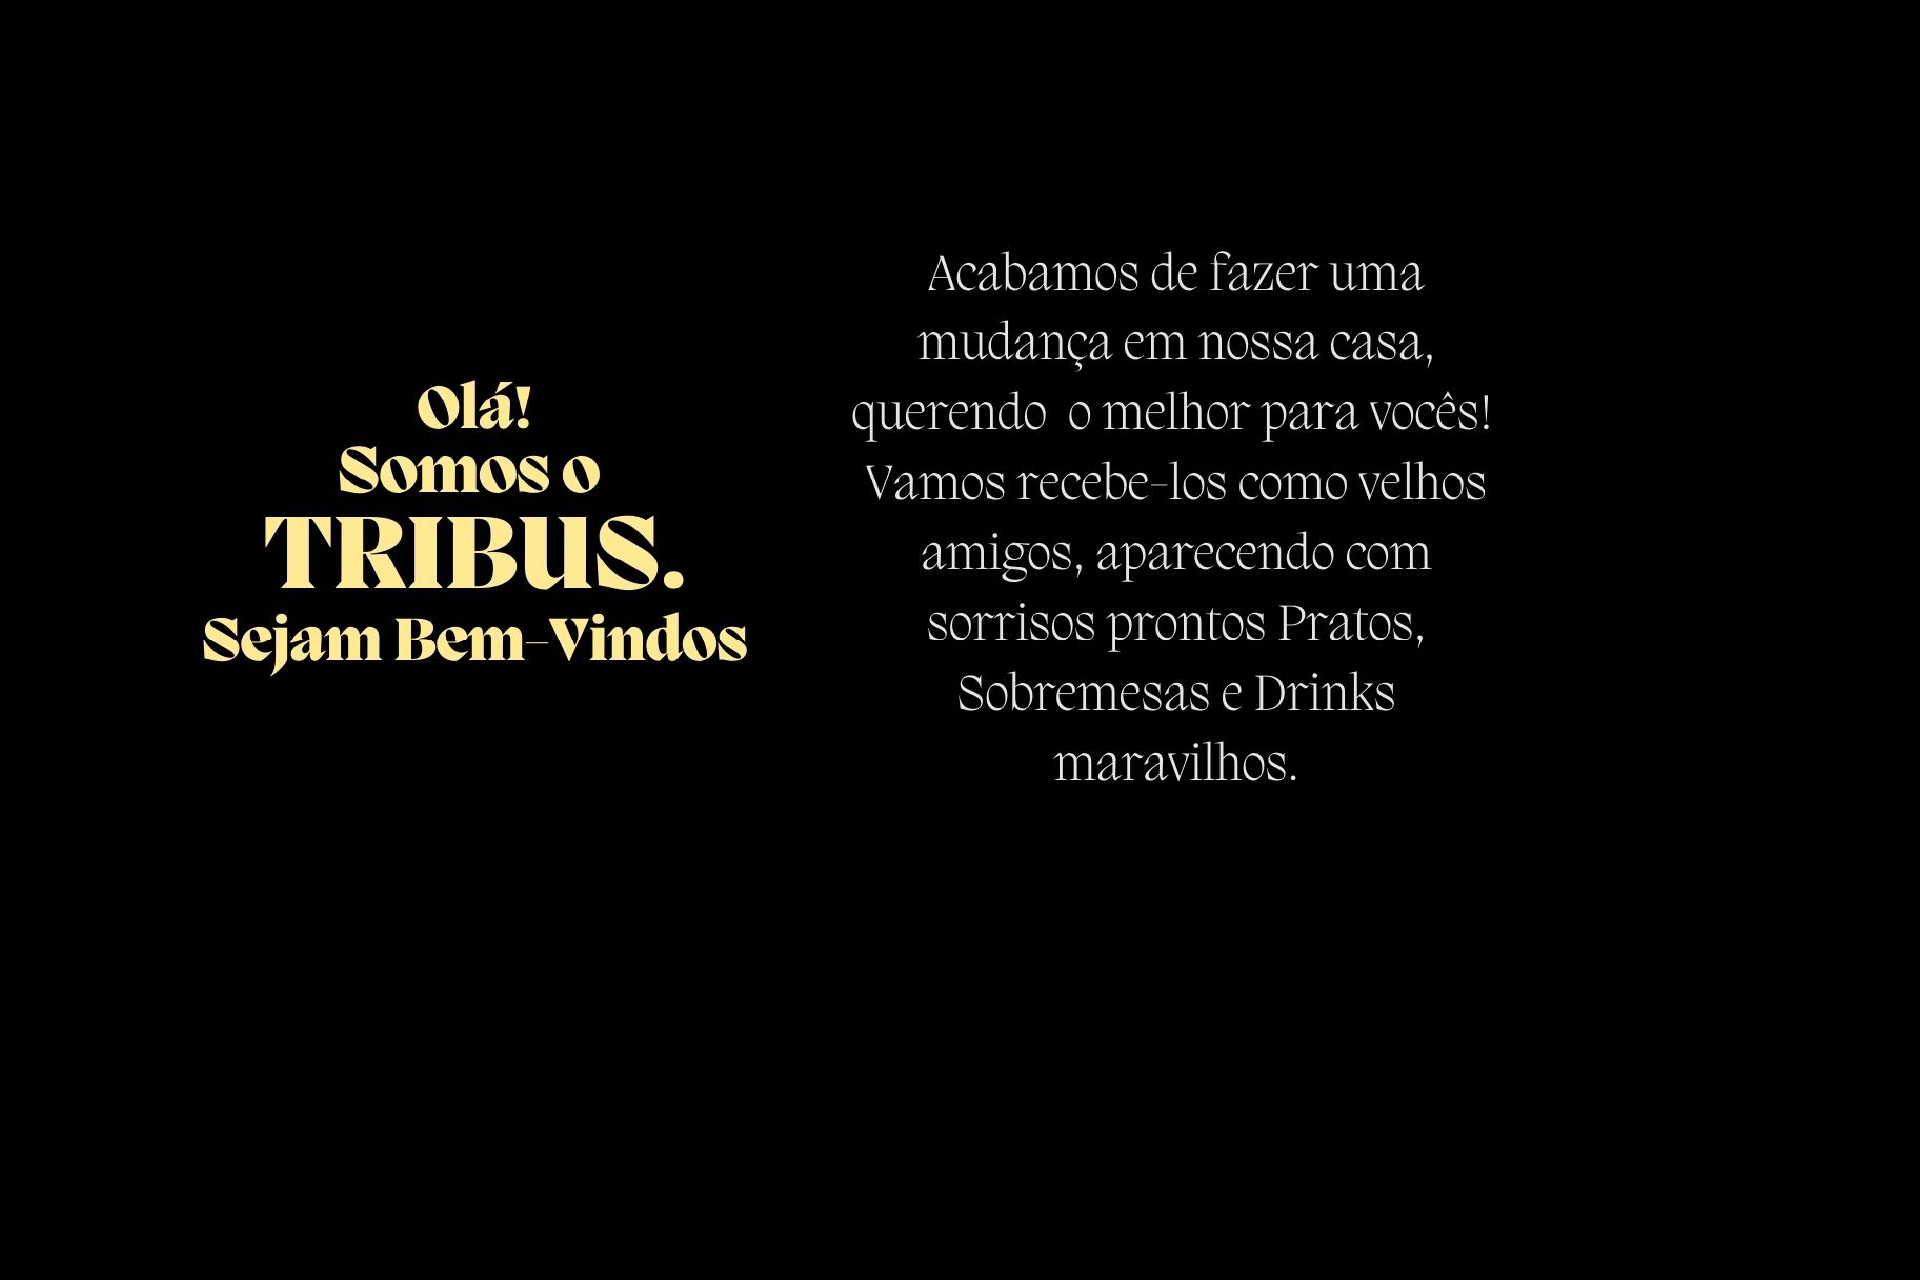 Olá!
Somos o
TRIBUS.
Sejam Bem-Vindos
Acabamos de fazer uma
mudança em nossa casa,
querendo  o melhor para vocês!
Vamos recebe-los como velhos
amigos, aparecendo com
sorrisos prontos Pratos,
Sobremesas e Drinks
maravilhos.